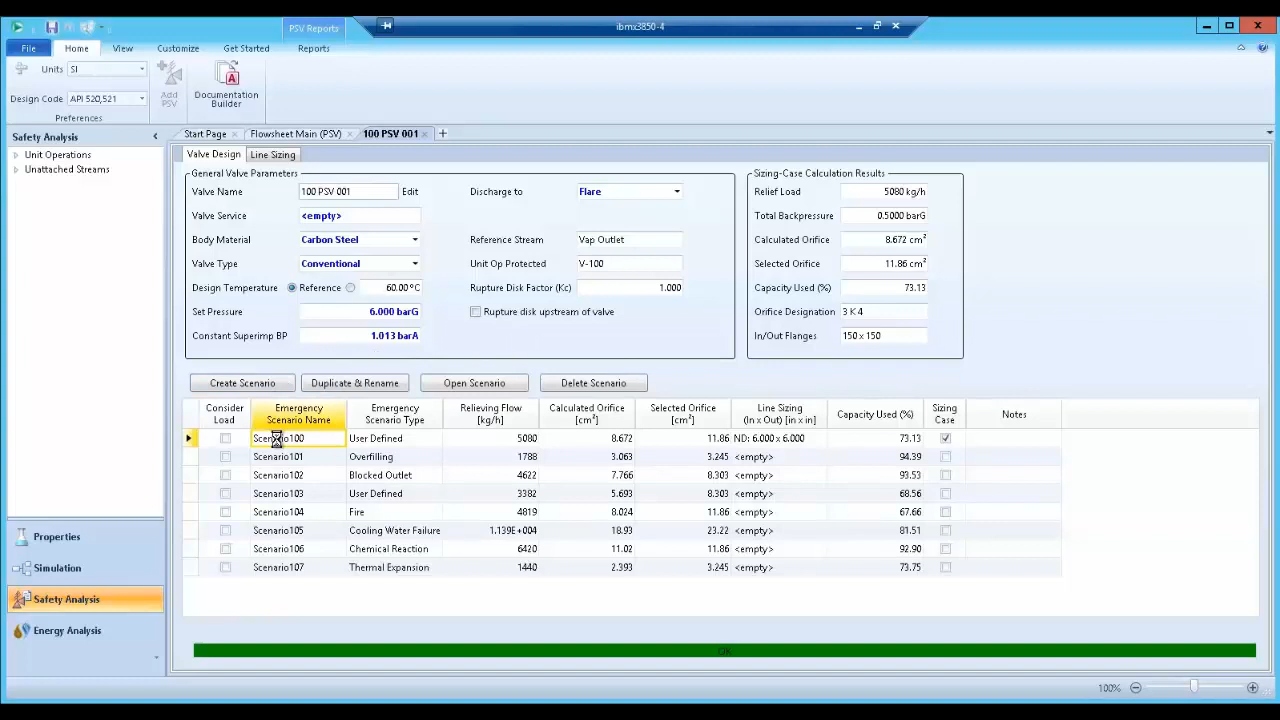 PSV Reports
ibmx3850-4
File Home View Customize Get Started Reports
Units SI
Design Code API 520,521
Preferences
Add PSV
Documentation Builder
Safety Analysis
Unit Operations
Unattached Streams
Start Page Flowsheet Main (PSV) 100 PSV 001 +
Valve Design Line Sizing
General Valve Parameters
Valve Name 100 PSV 001 Edit Discharge to Flare
Valve Service <empty>
Body Material Carbon Steel Reference Stream Vap Outlet
Valve Type Conventional Unit Op Protected V-100
Design Temperature Reference 60.00 °C Rupture Disk Factor (Kc) 1.000
Set Pressure 6.000 barG Rupture disk upstream of valve
Constant Superimp BP 1.013 barA
Sizing-Case Calculation Results
Relief Load 5080 kg/h
Total Backpressure 0.5000 barG
Calculated Orifice 8.672 cm²
Selected Orifice 11.86 cm²
Capacity Used (%) 73.13
Orifice Designation 3 K 4
In/Out Flanges 150 x 150
Create Scenario Duplicate & Rename Open Scenario Delete Scenario
Consider Load Emergency Scenario Name Emergency Scenario Type Relieving Flow [kg/h] Calculated Orifice [cm²] Selected Orifice [cm²] Line Sizing (In x Out) [in x in] Capacity Used (%) Sizing Case Notes
Scenario100 User Defined 5080 8.672 11.86 ND: 6.000 x 6.000 73.13
Scenario101 Overfilling 1788 3.063 3.245 <empty> 94.39
Scenario102 Blocked Outlet 4622 7.766 8.303 <empty> 93.53
Scenario103 User Defined 3382 5.693 8.303 <empty> 68.56
Scenario104 Fire 4819 8.024 11.86 <empty> 67.66
Scenario105 Cooling Water Failure 1.139E+004 18.93 23.22 <empty> 81.51
Scenario106 Chemical Reaction 6420 11.02 11.86 <empty> 92.90
Scenario107 Thermal Expansion 1440 2.393 3.245 <empty> 73.75
Properties
Simulation
Safety Analysis
Energy Analysis
OK
100%